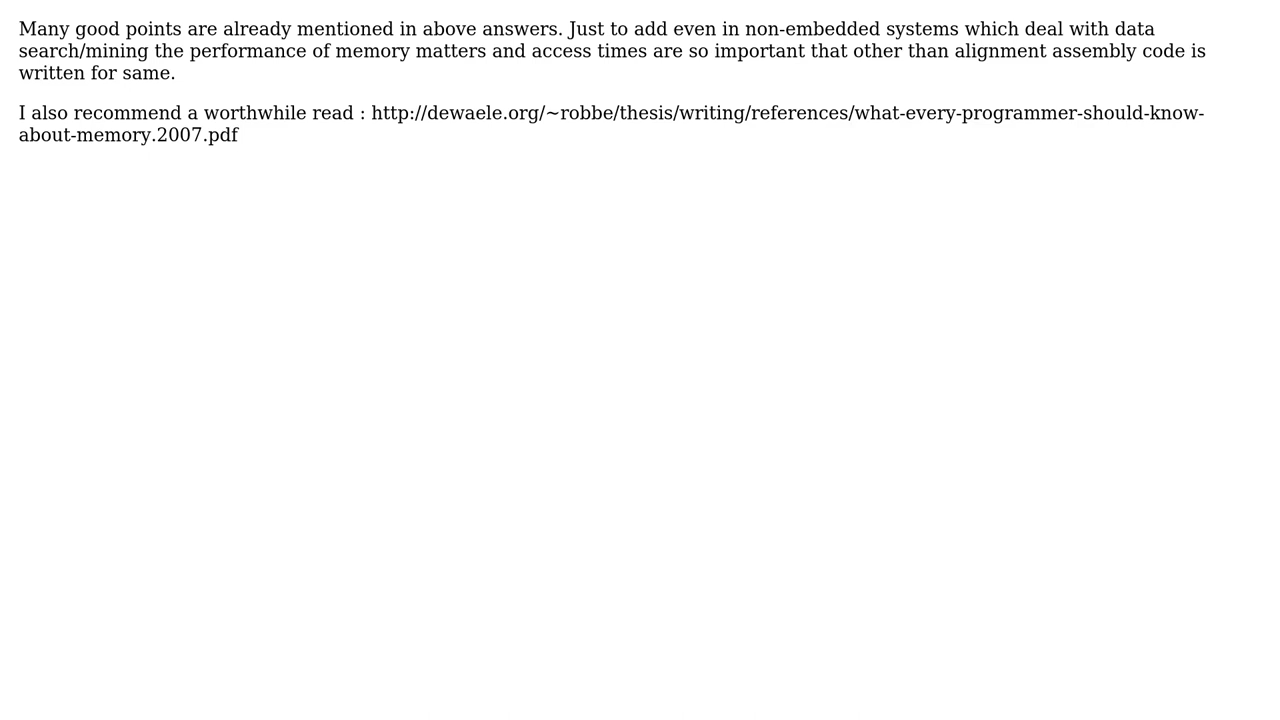 Many good points are already mentioned in above answers. Just to add even in non-embedded systems which deal with data
search/mining the performance of memory matters and access times are so important that other than alignment assembly code is
written for same.
I also recommend a worthwhile read : http://dewaele.org/~robbe/thesis/writing/references/what-every-programmer-should-know-
about-memory.2007.pdf